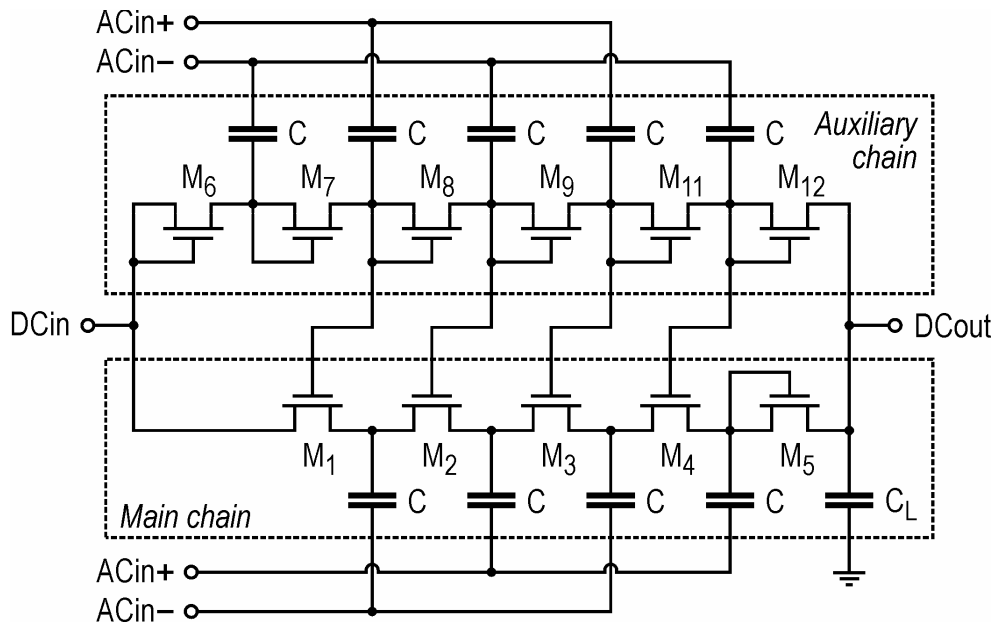 ACin+
ACin−
Auxiliary
chain
C C C C C
M6 M7 M8 M9 M11 M12
DCin DCout
M1 M2 M3 M4 M5
C C C C CL
Main chain
ACin+
ACin−